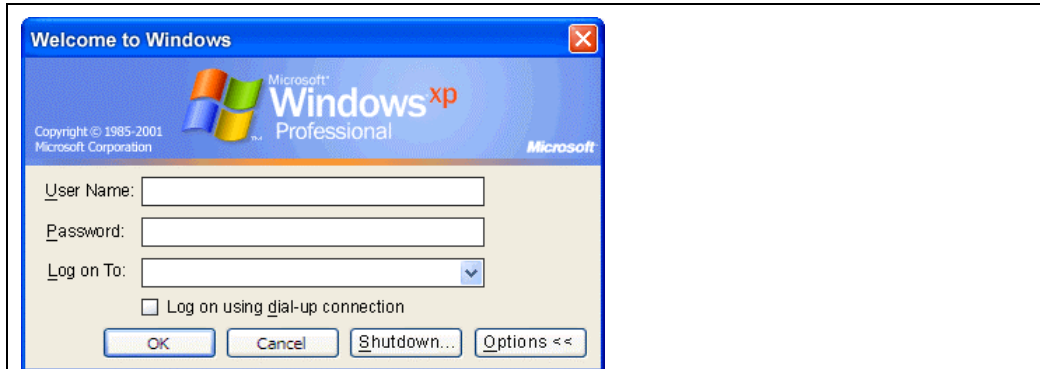 Welcome to Windows
Microsoft®
Windows xp
Professional
Copyright © 1985-2001
Microsoft Corporation
Microsoft
User Name:
Password:
Log on To:
Log on using dial-up connection
OK Cancel Shutdown... Options <<